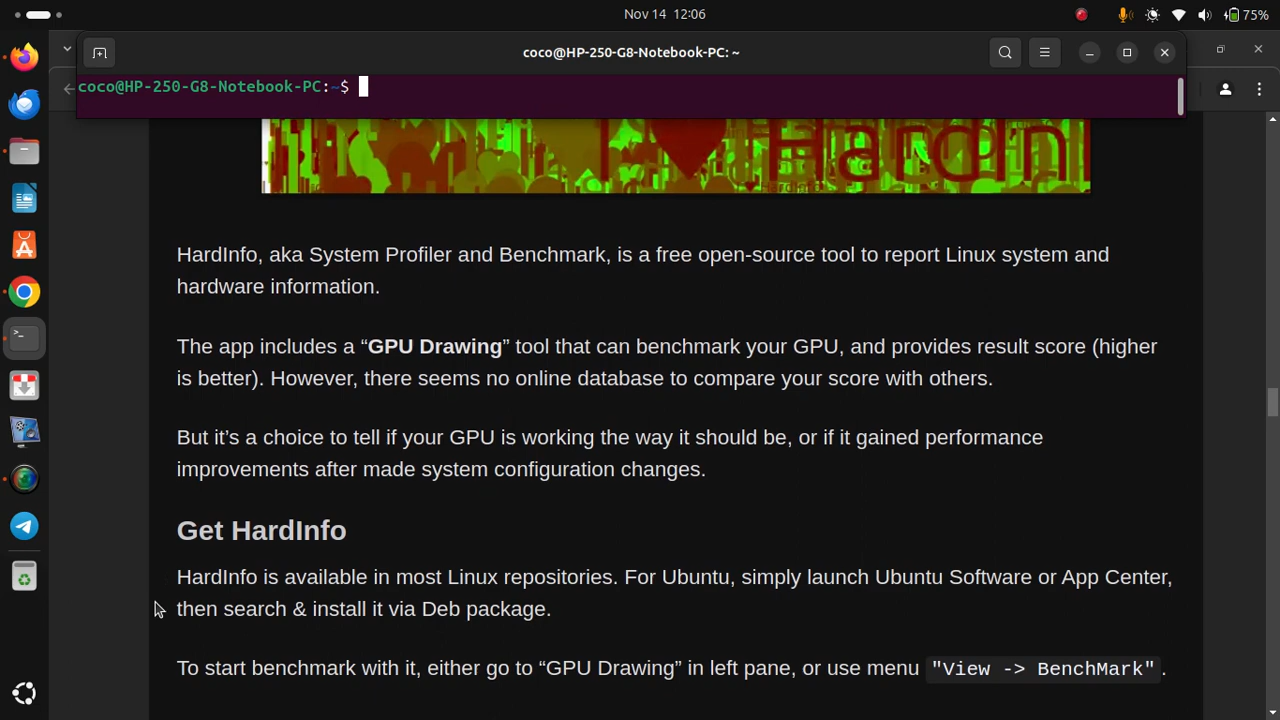 Nov 14 12:06
75%
coco@HP-250-G8-Notebook-PC: ~
coco@HP-250-G8-Notebook-PC:~$
HardIn
HardInfo, aka System Profiler and Benchmark, is a free open-source tool to report Linux system and
hardware information.
The app includes a “GPU Drawing” tool that can benchmark your GPU, and provides result score (higher
is better). However, there seems no online database to compare your score with others.
But it’s a choice to tell if your GPU is working the way it should be, or if it gained performance
improvements after made system configuration changes.
Get HardInfo
HardInfo is available in most Linux repositories. For Ubuntu, simply launch Ubuntu Software or App Center,
then search & install it via Deb package.
To start benchmark with it, either go to “GPU Drawing” in left pane, or use menu "View -> BenchMark".